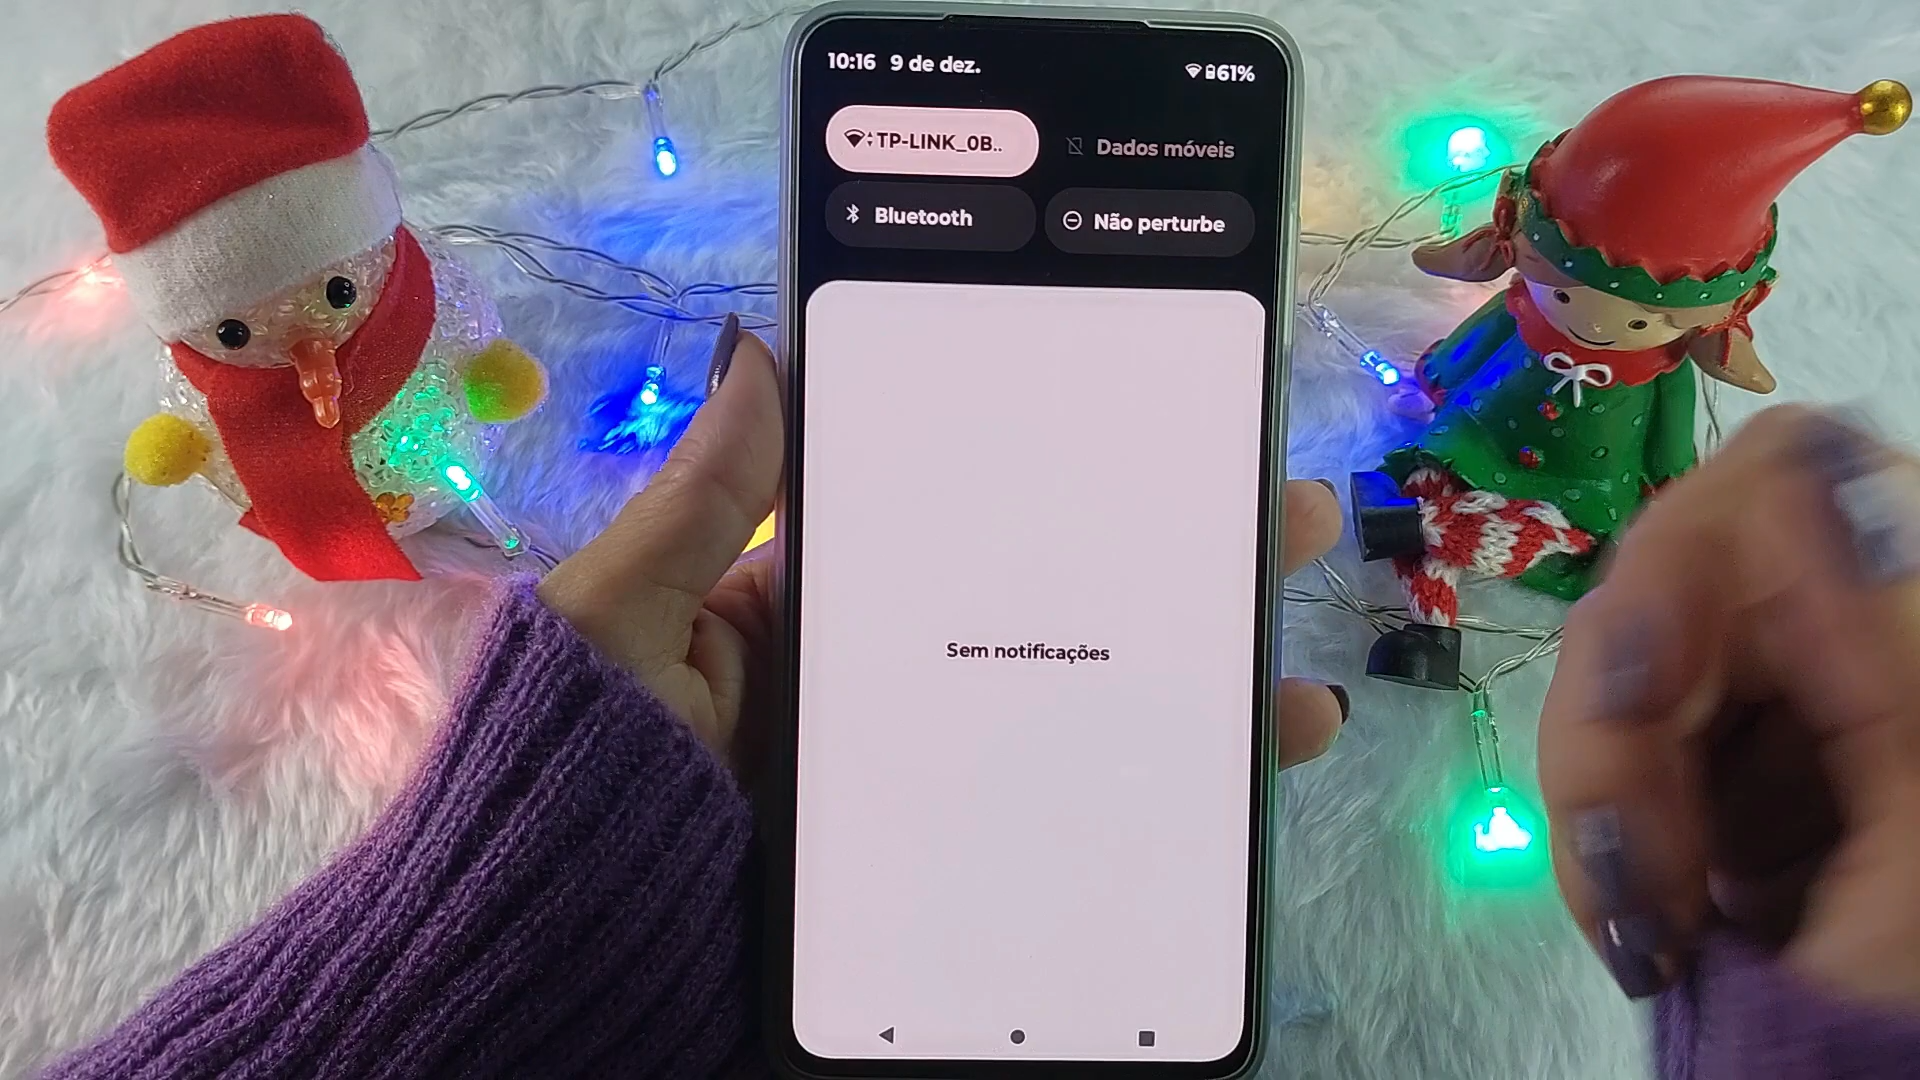 10:16 9 de dez.
61%
TP-LINK_0B..
Dados móveis
Bluetooth
Não perturbe
Sem notificações